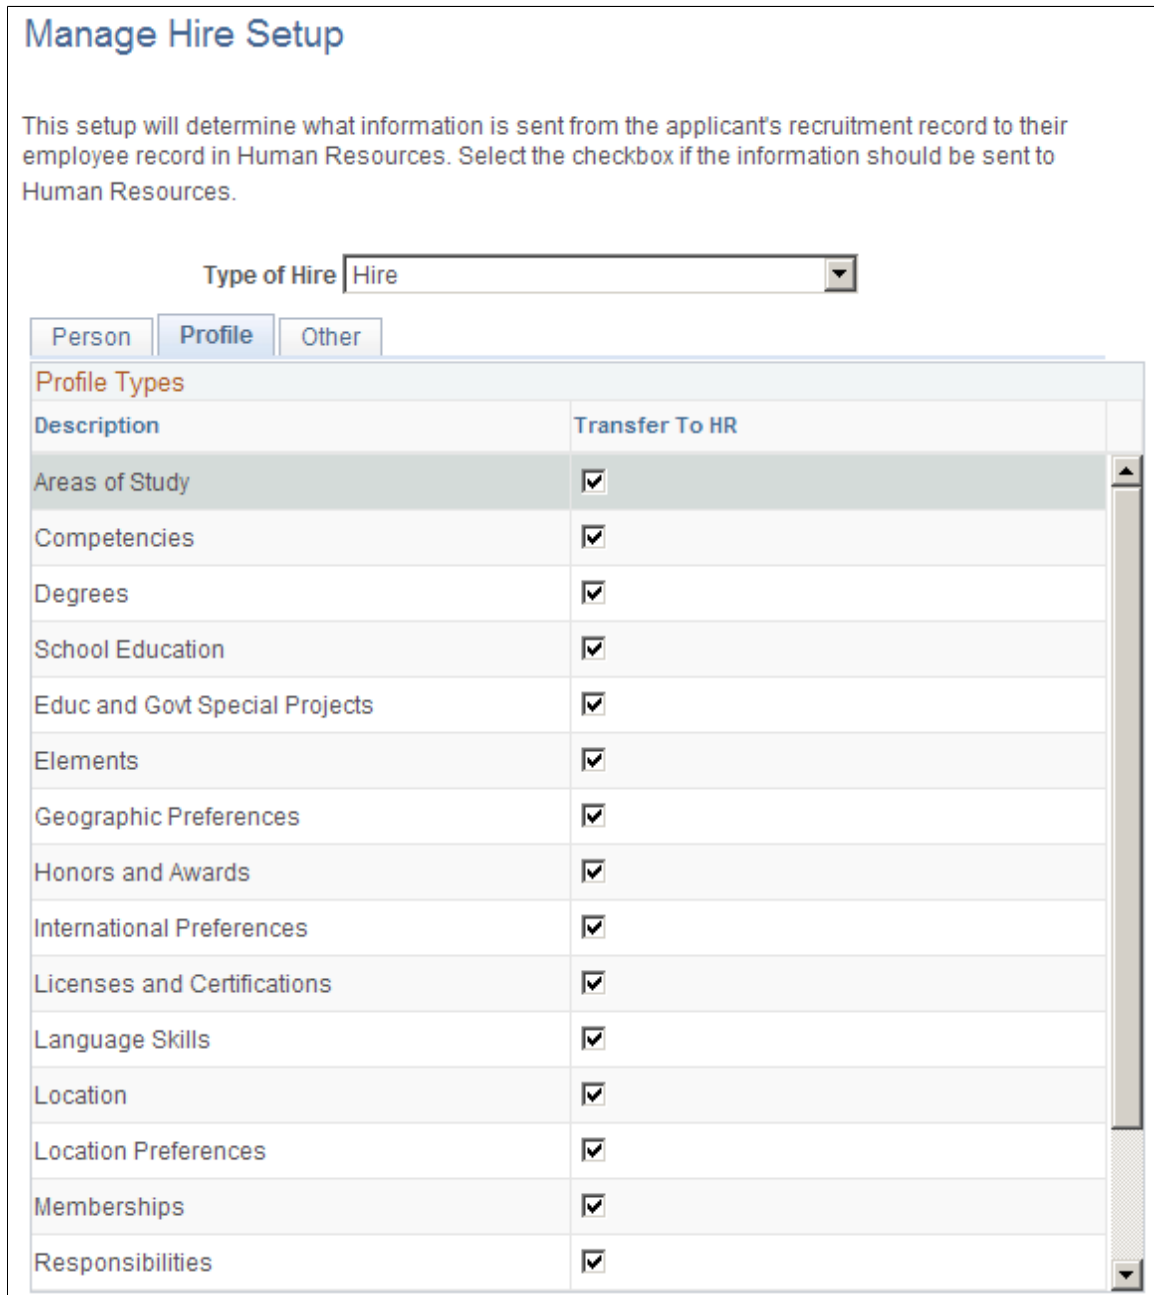 Manage Hire Setup
This setup will determine what information is sent from the applicant's recruitment record to their
employee record in Human Resources. Select the checkbox if the information should be sent to
Human Resources.
Type of Hire Hire
Person Profile Other
Profile Types
Description Transfer To HR
Areas of Study
Competencies
Degrees
School Education
Educ and Govt Special Projects
Elements
Geographic Preferences
Honors and Awards
International Preferences
Licenses and Certifications
Language Skills
Location
Location Preferences
Memberships
Responsibilities